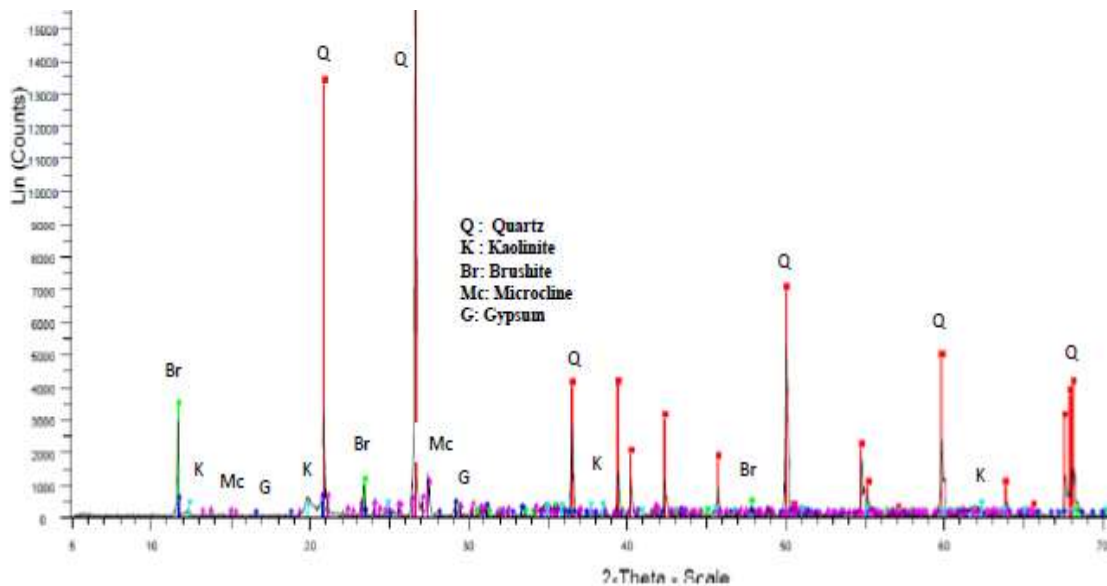 Lin (Counts)
15000
14000
13000
12000
11000
10000
9000
8000
7000
6000
5000
4000
3000
2000
1000
0
Q
Q
Q : Quartz
K : Kaolinite
Br: Brushite
Mc: Microcline
G: Gypsum
Br
K
Mc
G
K
Br
Mc
G
Q
K
Br
Q
Q
K
Q
5
10
20
30
40
50
60
70
2-Theta - Scale